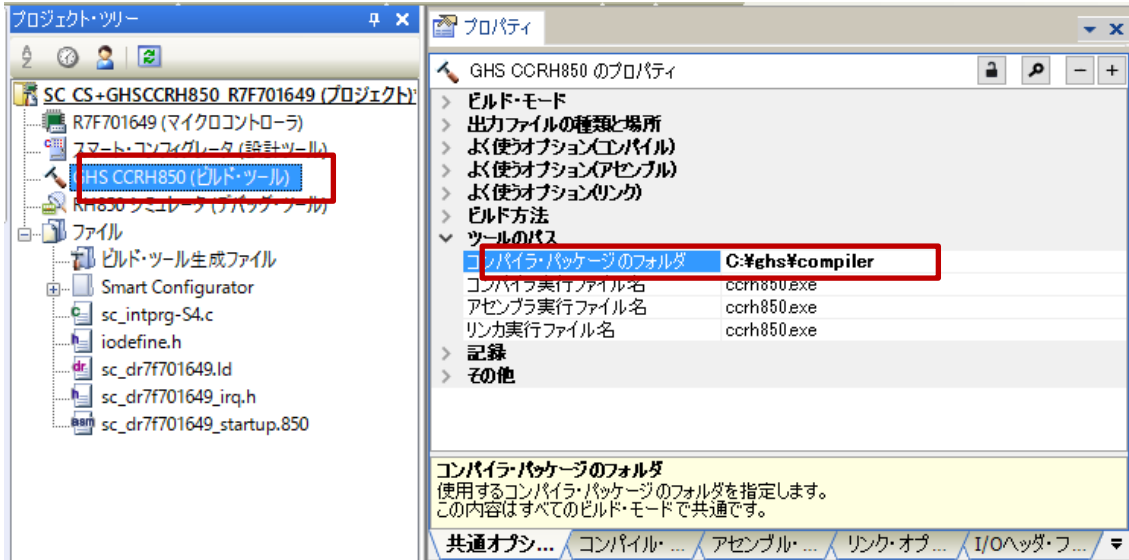 プロジェクト・ツリー
SC_CS+GHSCCRH850_R7F701649 (プロジェクト)*
R7F701649 (マイクロコントローラ)
スマート・コンフィグレータ (設計ツール)
GHS CCRH850 (ビルド・ツール)
RH850 シミュレータ (デバッグ・ツール)
ファイル
ビルド・ツール生成ファイル
Smart Configurator
sc_intprg-S4.c
iodefine.h
sc_dr7f701649.ld
sc_dr7f701649_irq.h
sc_dr7f701649_startup.850
プロパティ
GHS CCRH850 のプロパティ
ビルド・モード
出力ファイルの種類と場所
よく使うオプション(コンパイル)
よく使うオプション(アセンブル)
よく使うオプション(リンク)
ビルド方法
ツールのパス
コンパイラ・パッケージのフォルダ C:¥ghs¥compiler
コンパイラ実行ファイル名 ccrh850.exe
アセンブラ実行ファイル名 ccrh850.exe
リンカ実行ファイル名 ccrh850.exe
記録
その他
コンパイラ・パッケージのフォルダ
使用するコンパイラ・パッケージのフォルダを指定します。
この内容はすべてのビルド・モードで共通です。
共通オプシ... コンパイル・ ... アセンブル・ ... リンク・オプ... I/Oヘッダ・フ...